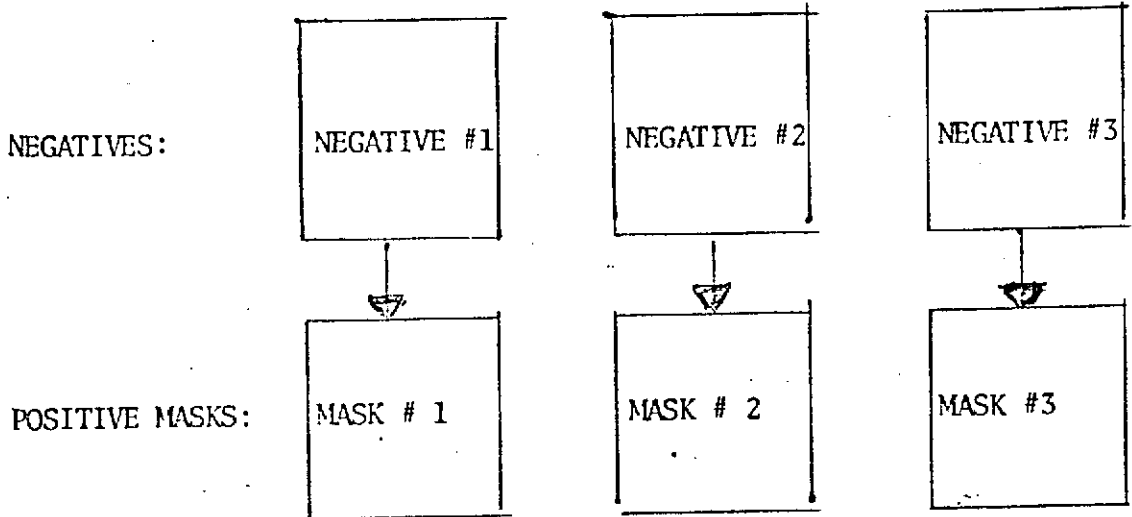 NEGATIVES: NEGATIVE #1 NEGATIVE #2 NEGATIVE #3
POSITIVE MASKS: MASK # 1 MASK # 2 MASK #3